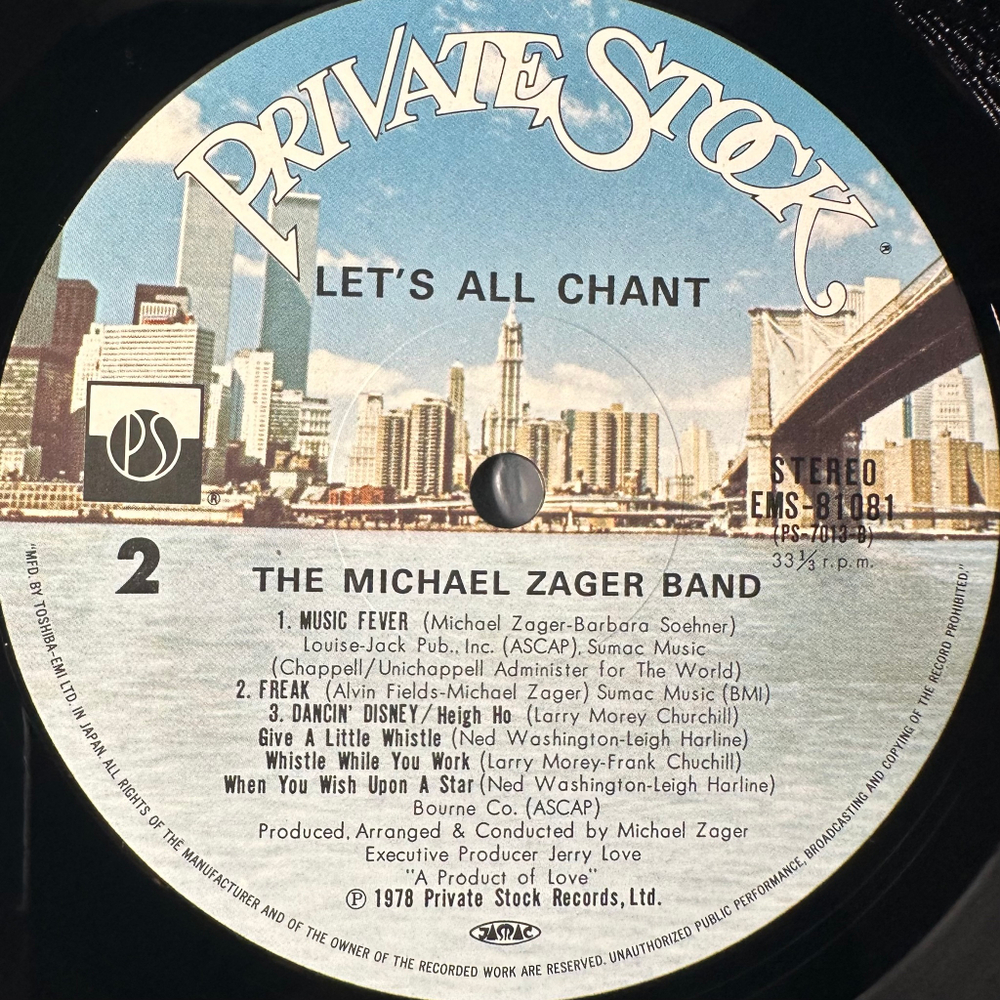 PRIVATE STOCK
LET'S ALL CHANT
PS
®
STEREO
EMS-81081
(PS-7013-B)
33⅓ r.p.m.
2
THE MICHAEL ZAGER BAND
1. MUSIC FEVER (Michael Zager-Barbara Soehner)
Louise-Jack Pub., Inc. (ASCAP), Sumac Music
(Chappell/Unichappell Administer for The World)
2. FREAK (Alvin Fields-Michael Zager) Sumac Music (BMI)
3. DANCIN' DISNEY/Heigh Ho (Larry Morey Churchill)
Give A Little Whistle (Ned Washington-Leigh Harline)
Whistle While You Work (Larry Morey-Frank Chuchill)
When You Wish Upon A Star (Ned Washington-Leigh Harline)
Bourne Co. (ASCAP)
Produced, Arranged & Conducted by Michael Zager
Executive Producer Jerry Love
"A Product of Love"
℗ 1978 Private Stock Records, Ltd.
JASRAC
"MFD. BY TOSHIBA-EMI LTD. IN JAPAN. ALL RIGHTS OF THE MANUFACTURER AND OF THE OWNER OF THE RECORDED WORK ARE RESERVED. UNAUTHORIZED PUBLIC PERFORMANCE, BROADCASTING AND COPYING OF THE RECORD PROHIBITED."